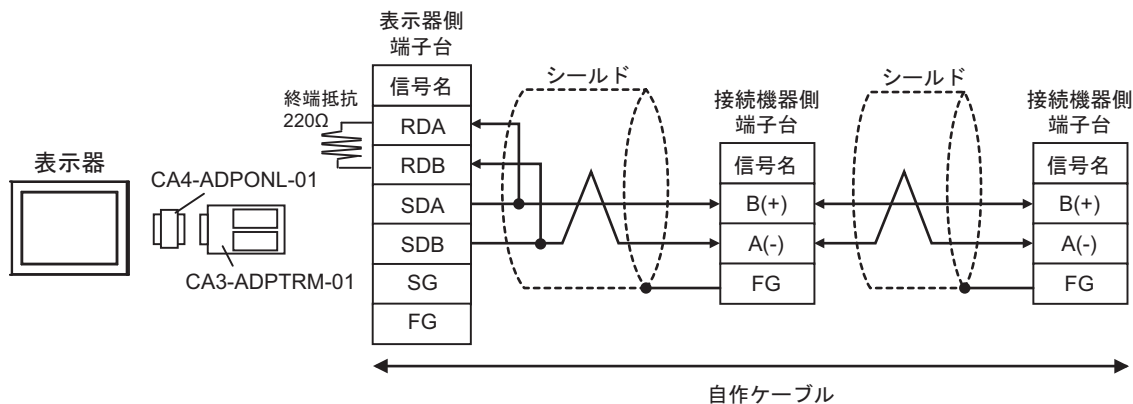 表示器
CA4-ADPONL-01
CA3-ADPTRM-01
終端抵抗
220Ω
表示器側
端子台
信号名
RDA
RDB
SDA
SDB
SG
FG
シールド
接続機器側
端子台
信号名
B(+)
A(-)
FG
シールド
接続機器側
端子台
信号名
B(+)
A(-)
FG
自作ケーブル